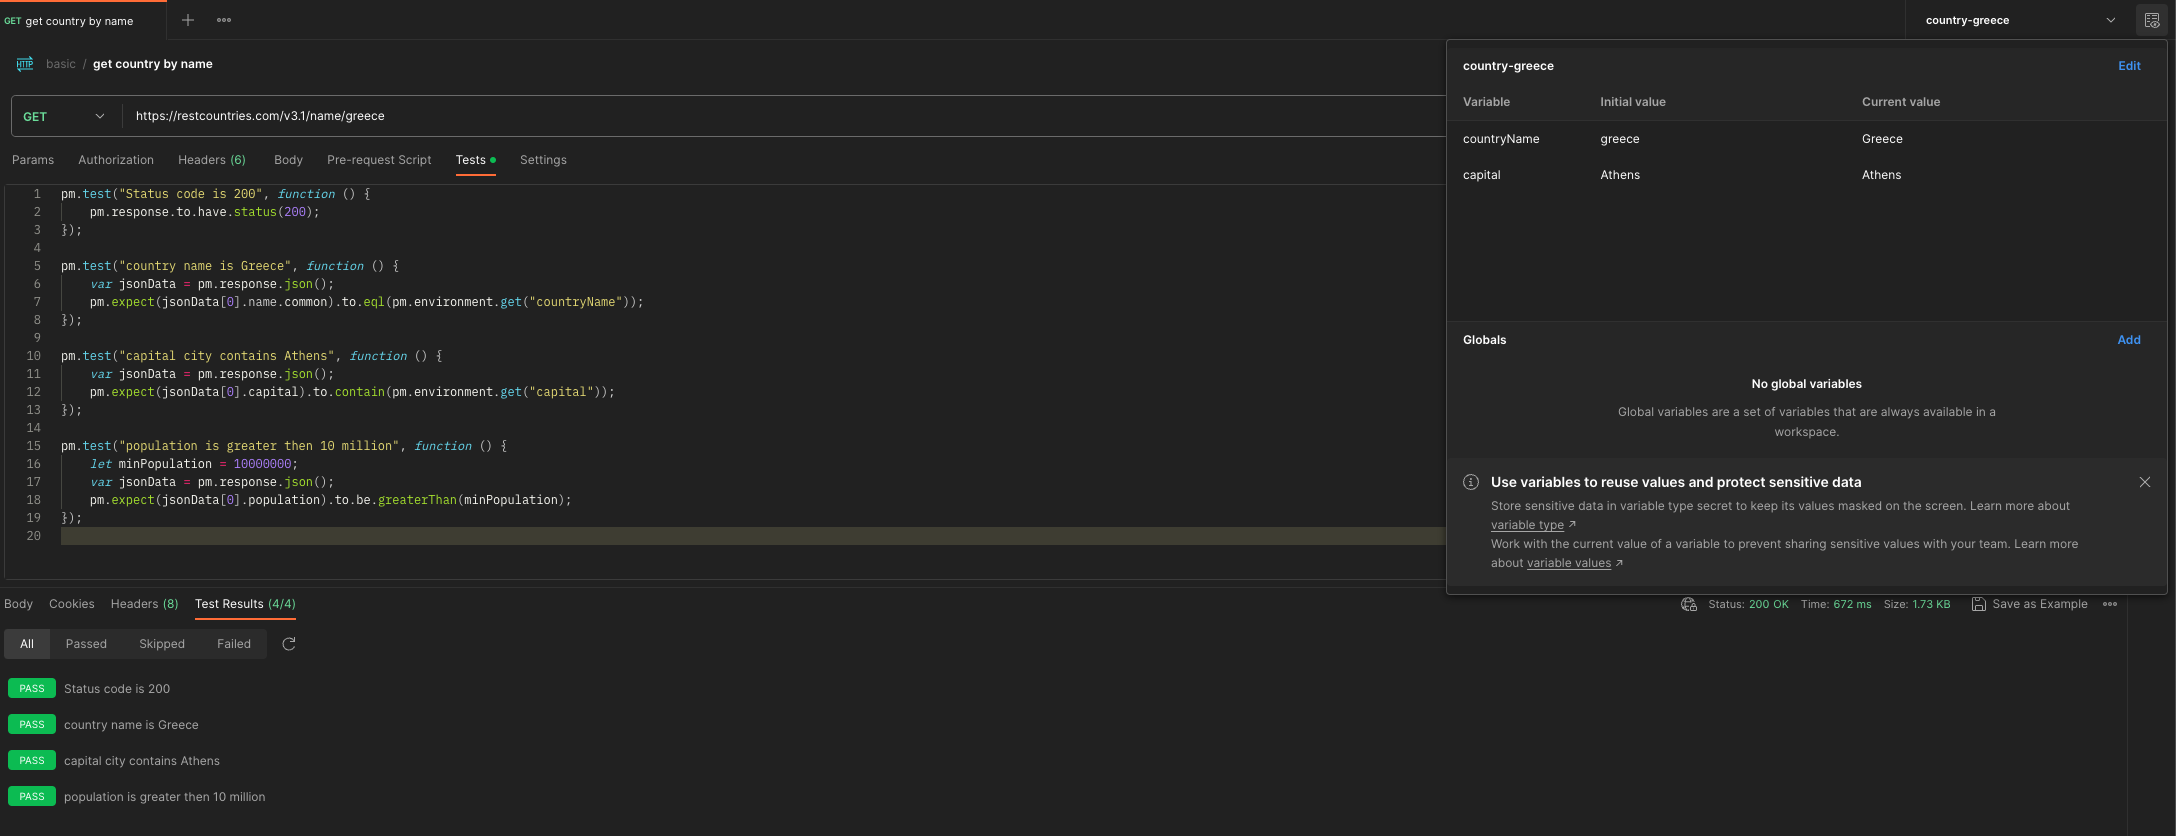 GET get country by name
country-greece
HTTP basic / get country by name
GET https://restcountries.com/v3.1/name/greece
Params Authorization Headers (6) Body Pre-request Script Tests Settings
1 pm.test("Status code is 200", function () {
2 pm.response.to.have.status(200);
3 });
4
5 pm.test("country name is Greece", function () {
6 var jsonData = pm.response.json();
7 pm.expect(jsonData[0].name.common).to.eql(pm.environment.get("countryName"));
8 });
9
10 pm.test("capital city contains Athens", function () {
11 var jsonData = pm.response.json();
12 pm.expect(jsonData[0].capital).to.contain(pm.environment.get("capital"));
13 });
14
15 pm.test("population is greater then 10 million", function () {
16 let minPopulation = 10000000;
17 var jsonData = pm.response.json();
18 pm.expect(jsonData[0].population).to.be.greaterThan(minPopulation);
19 });
20
country-greece Edit
Variable Initial value Current value
countryName greece Greece
capital Athens Athens
Globals Add
No global variables
Global variables are a set of variables that are always available in a
workspace.
Use variables to reuse values and protect sensitive data
Store sensitive data in variable type secret to keep its values masked on the screen. Learn more about
variable type ↗
Work with the current value of a variable to prevent sharing sensitive values with your team. Learn more
about variable values ↗
Body Cookies Headers (8) Test Results (4/4)
Status: 200 OK Time: 672 ms Size: 1.73 KB Save as Example
All Passed Skipped Failed
PASS Status code is 200
PASS country name is Greece
PASS capital city contains Athens
PASS population is greater then 10 million